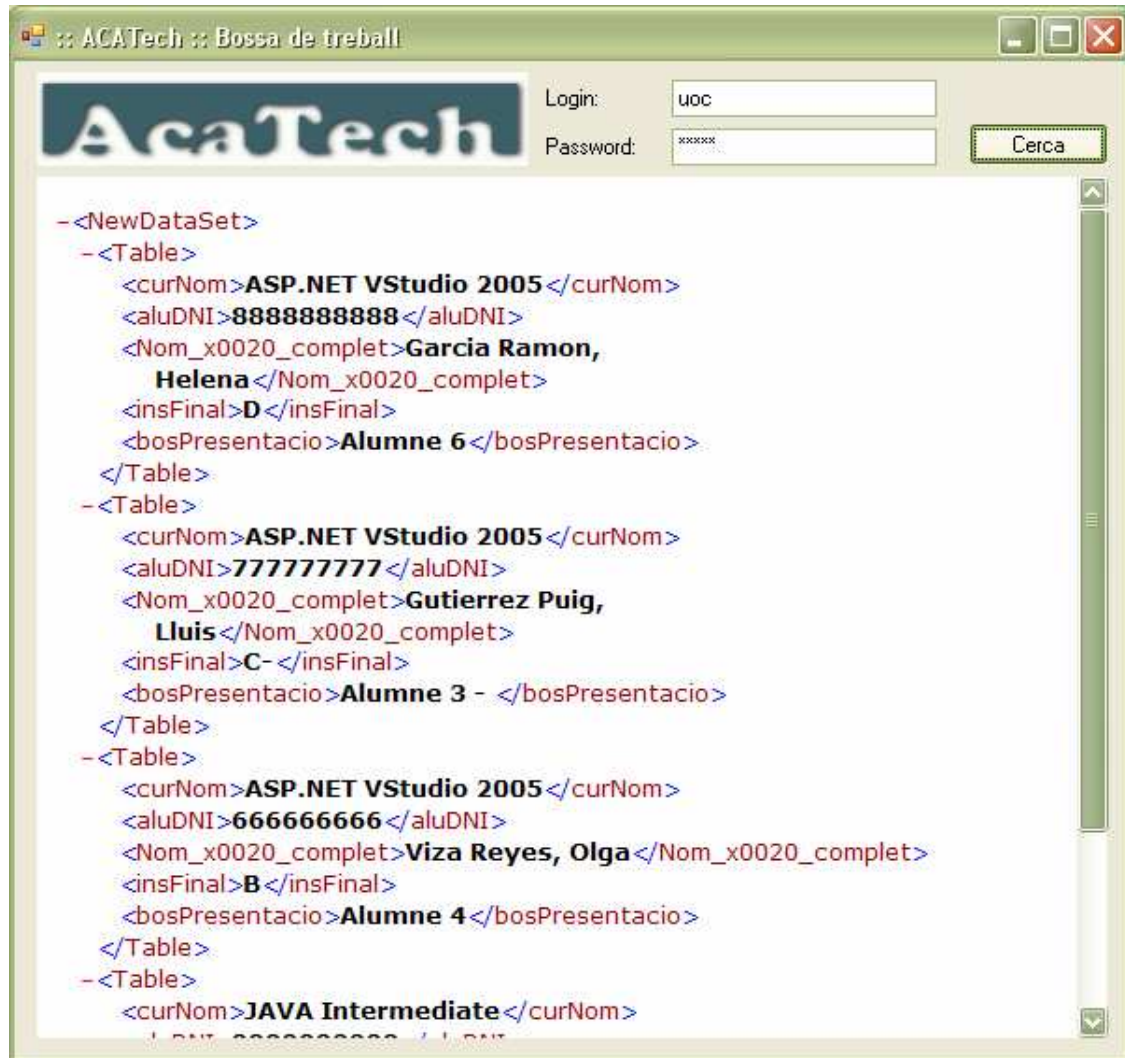 :: ACATech :: Bossa de treball
AcaTech
Login: uoc
Password: xxxxx
Cerca
-<NewDataSet>
-<Table>
<curNom>ASP.NET VStudio 2005</curNom>
<aluDNI>8888888888</aluDNI>
<Nom_x0020_complet>Garcia Ramon,
Helena</Nom_x0020_complet>
<insFinal>D</insFinal>
<bosPresentacio>Alumne 6</bosPresentacio>
</Table>
-<Table>
<curNom>ASP.NET VStudio 2005</curNom>
<aluDNI>777777777</aluDNI>
<Nom_x0020_complet>Gutierrez Puig,
Lluis</Nom_x0020_complet>
<insFinal>C-</insFinal>
<bosPresentacio>Alumne 3 - </bosPresentacio>
</Table>
-<Table>
<curNom>ASP.NET VStudio 2005</curNom>
<aluDNI>666666666</aluDNI>
<Nom_x0020_complet>Viza Reyes, Olga</Nom_x0020_complet>
<insFinal>B</insFinal>
<bosPresentacio>Alumne 4</bosPresentacio>
</Table>
-<Table>
<curNom>JAVA Intermediate</curNom>